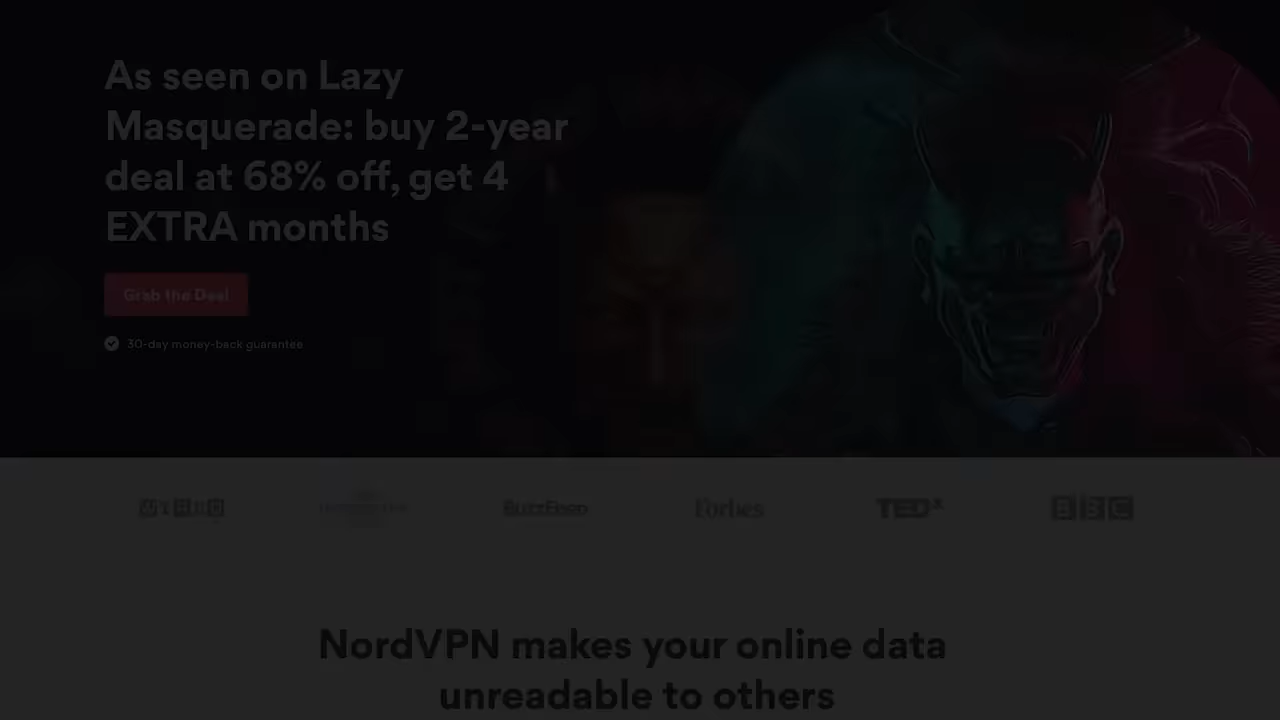 As seen on Lazy
Masquerade: buy 2-year
deal at 68% off, get 4
EXTRA months
Grab the Deal
30-day money-back guarantee
WIRED
BuzzFeed
Forbes
TEDx
BBC
NordVPN makes your online data
unreadable to others